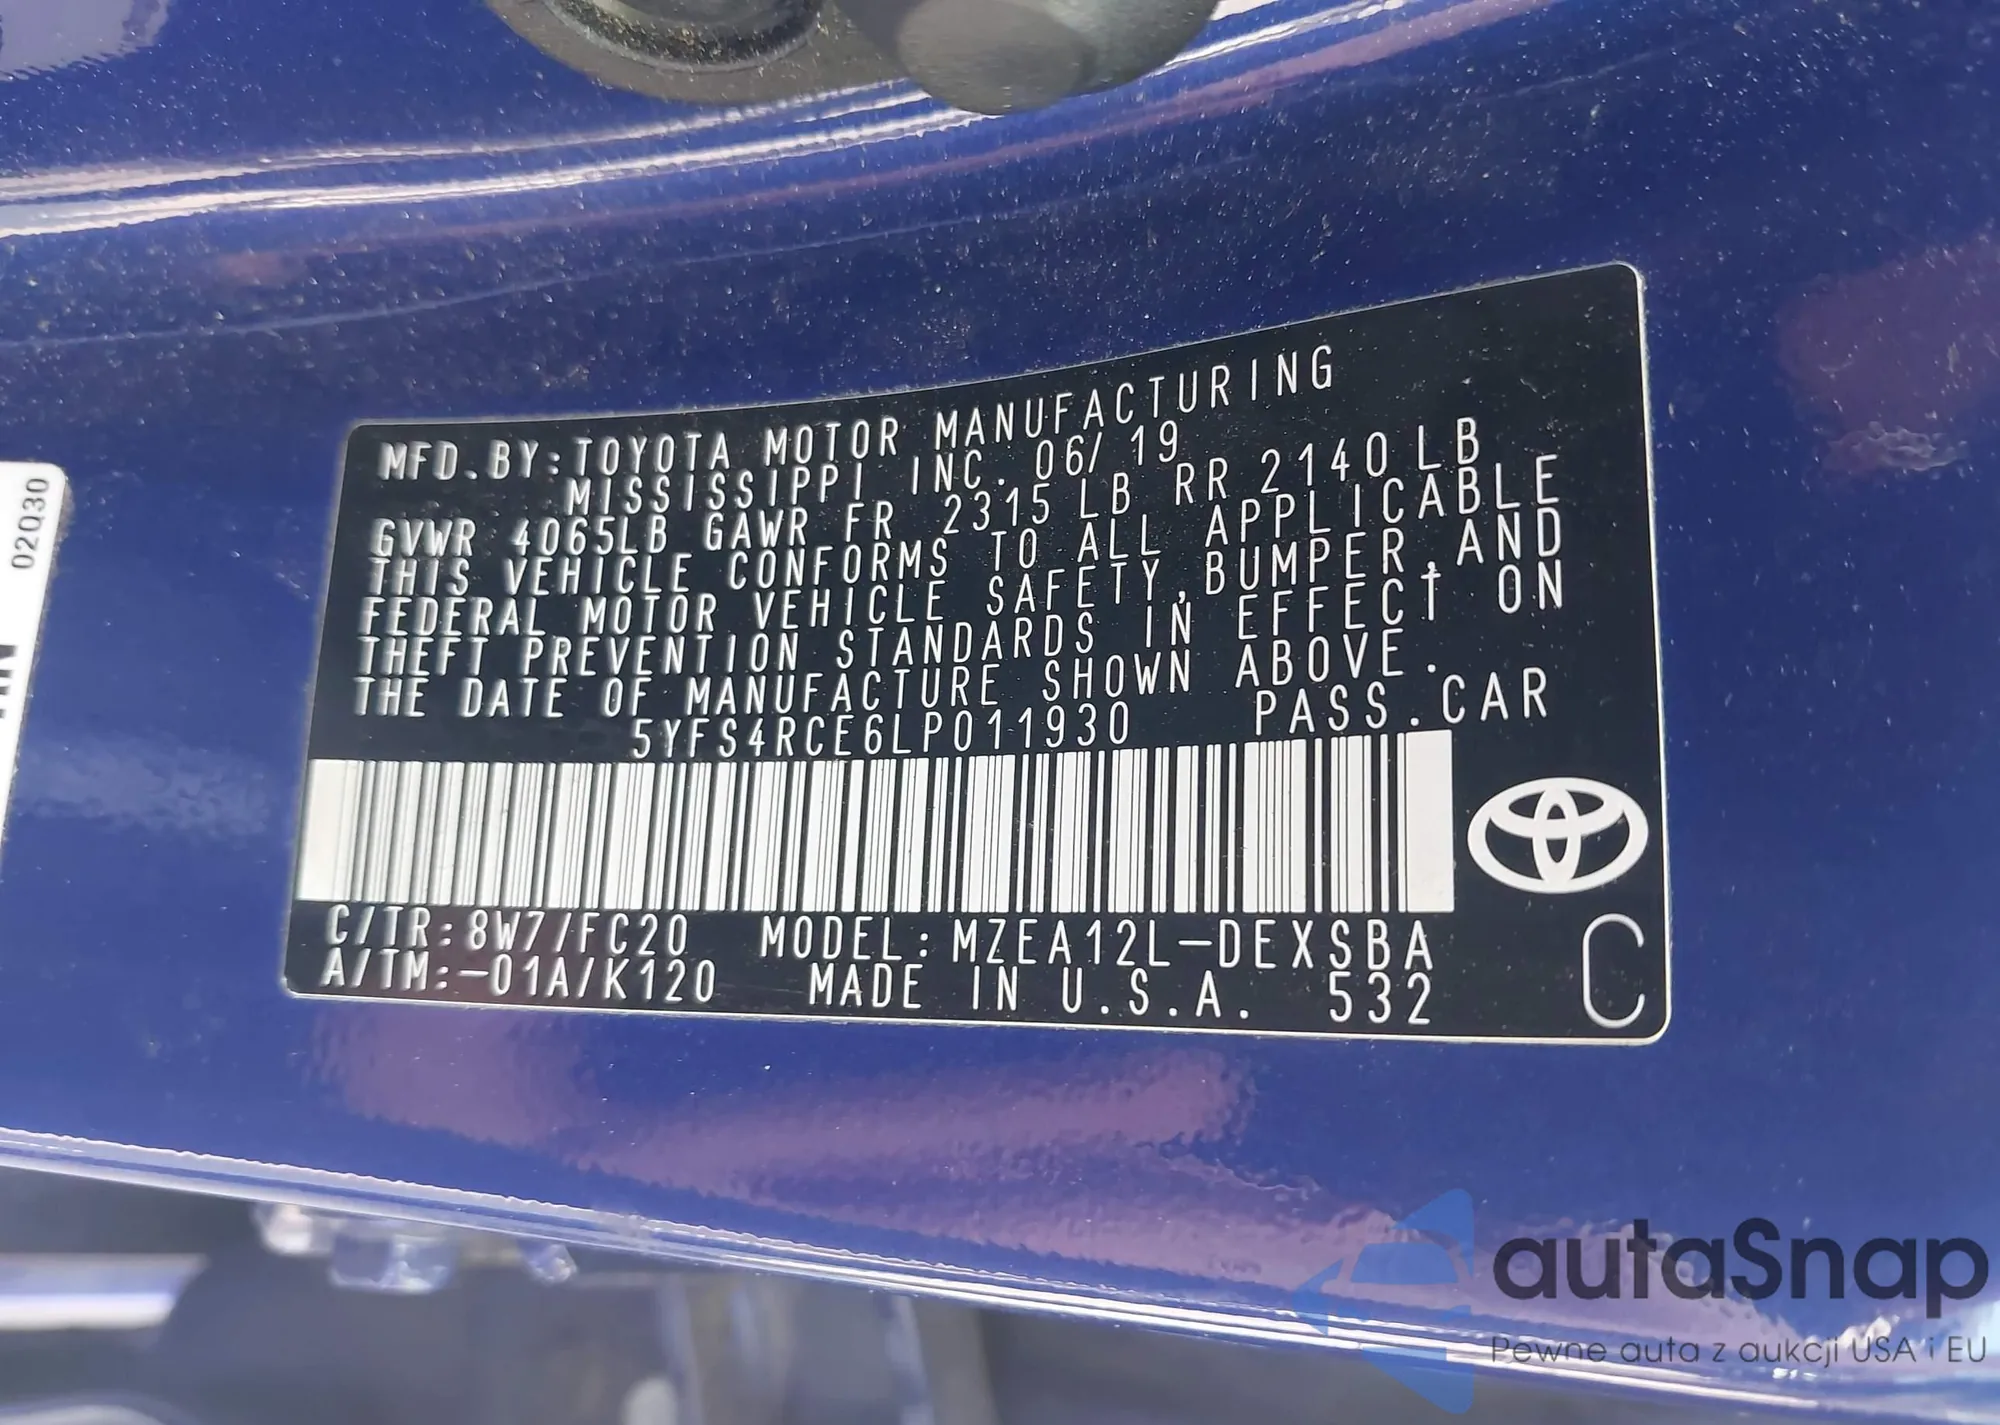 MFD.BY:TOYOTA MOTOR MANUFACTURING
MISSISSIPPI INC. 06/19
GVWR 4065LB GAWR FR 2315 LB RR 2140 LB
THIS VEHICLE CONFORMS TO ALL APPLICABLE
FEDERAL MOTOR VEHICLE SAFETY,BUMPER,AND
THEFT PREVENTION STANDARDS IN EFFECT ON
THE DATE OF MANUFACTURE SHOWN ABOVE.
5YFS4RCE6LP011930 PASS.CAR
C/TR:8W7/FC20 MODEL:MZEA12L-DEXSBA
A/TM:-01A/K120 MADE IN U.S.A. 532
C
02Q30
autaSnap
Pewne auta z aukcji USA i EU